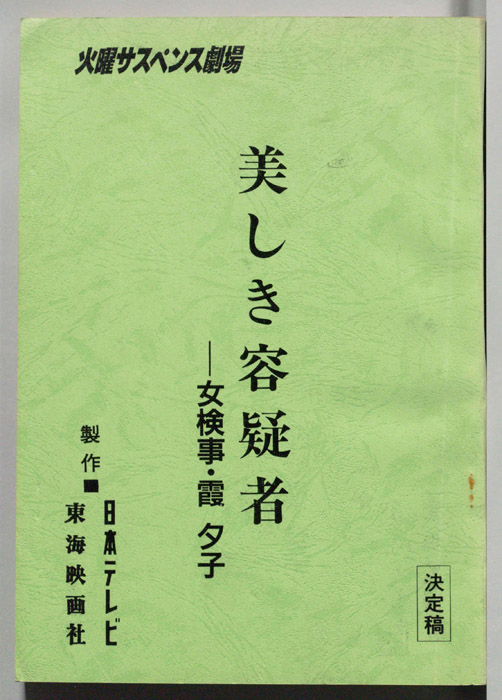 火曜サスペンス劇場
美しき容疑者
―女検事・霞 夕子
製作■
日本テレビ
東海映画社
決定稿